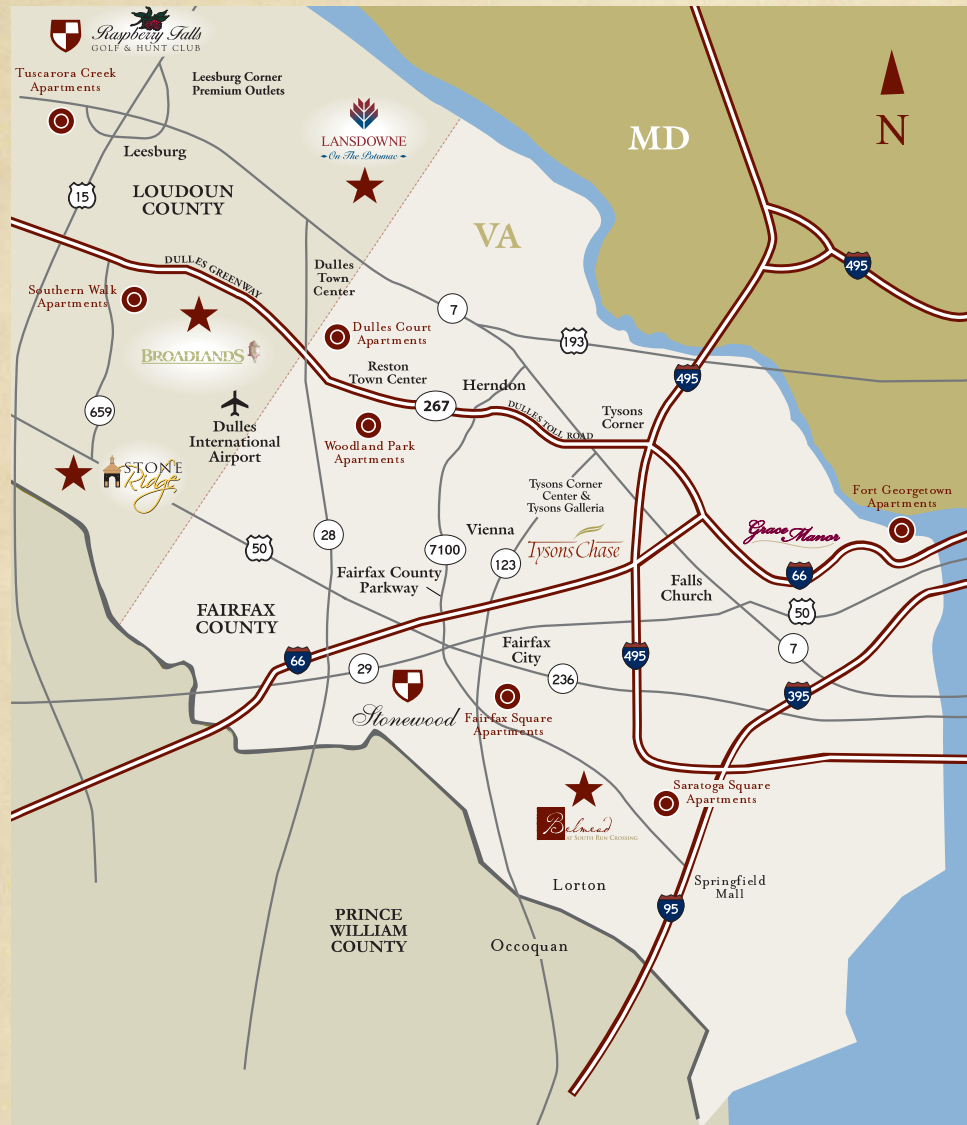 Raspberry Falls
GOLF & HUNT CLUB
Tuscarora Creek
Apartments
Leesburg Corner
Premium Outlets
LANSDOWNE
On The Potomac
MD
N
Leesburg
15
LOUDOUN
COUNTY
VA
DULLES GREENWAY
Dulles
Town
Center
495
Southern Walk
Apartments
7
Dulles Court
Apartments
193
BROADLANDS
Reston
Town Center
Herndon
495
659
267
DULLES TOLL ROAD
Tysons
Corner
Dulles
International
Airport
Woodland Park
Apartments
STONE
Ridge
Tysons Corner
Center &
Tysons Galleria
Fort Georgetown
Apartments
28
50
7100
Vienna
123
Tysons Chase
Grace Manor
66
Fairfax County
Parkway
Falls
Church
50
FAIRFAX
COUNTY
66
29
Fairfax
City
236
495
7
395
Stonewood
Fairfax Square
Apartments
Saratoga Square
Apartments
Belmead
AT SOUTH RUN CROSSING
Lorton
Springfield
Mall
95
PRINCE
WILLIAM
COUNTY
Occoquan